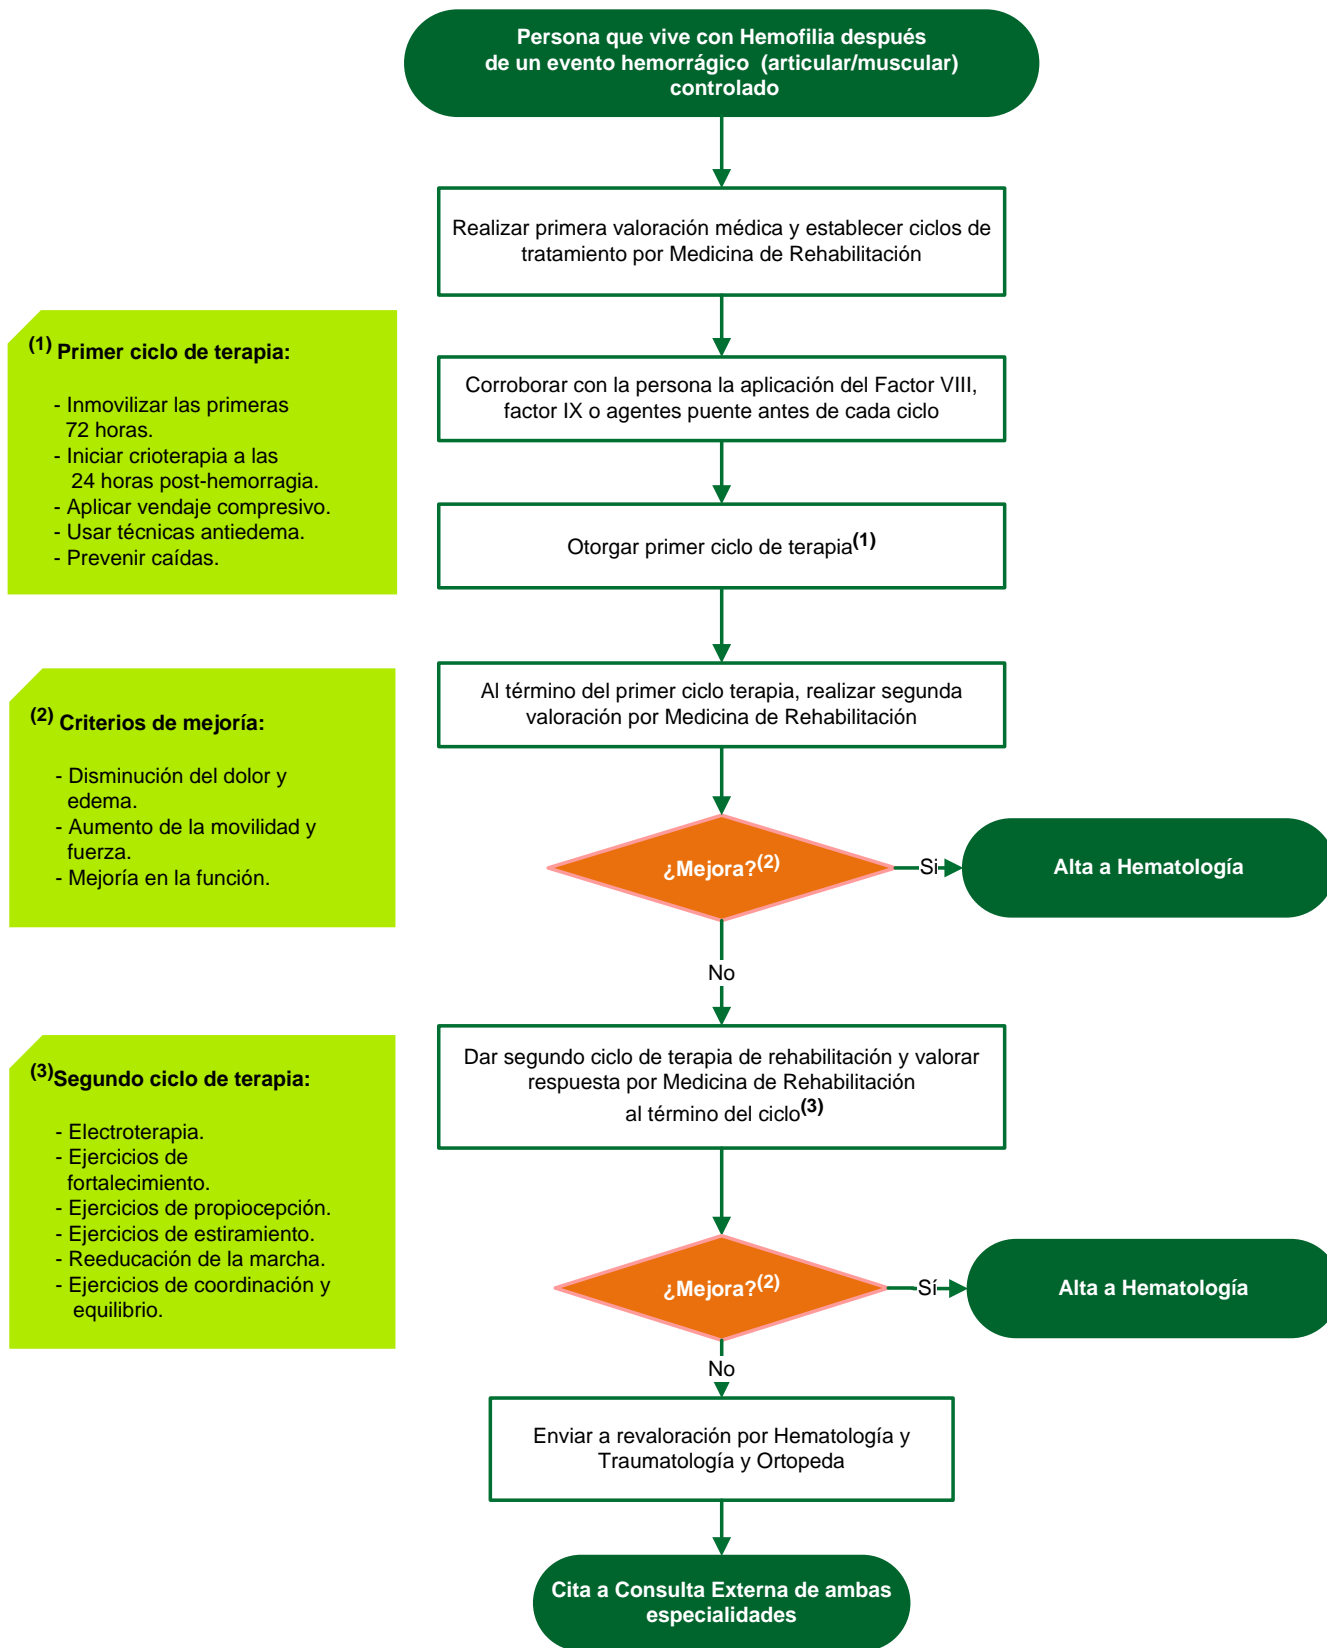 Persona que vive con Hemofilia después
de un evento hemorrágico (articular/muscular)
controlado
Realizar primera valoración médica y establecer ciclos de
tratamiento por Medicina de Rehabilitación
(1) Primer ciclo de terapia:
- Inmovilizar las primeras
72 horas.
- Iniciar crioterapia a las
24 horas post-hemorragia.
- Aplicar vendaje compresivo.
- Usar técnicas antiedema.
- Prevenir caídas.
Corroborar con la persona la aplicación del Factor VIII,
factor IX o agentes puente antes de cada ciclo
Otorgar primer ciclo de terapia(1)
Al término del primer ciclo terapia, realizar segunda
valoración por Medicina de Rehabilitación
(2) Criterios de mejoría:
- Disminución del dolor y
edema.
- Aumento de la movilidad y
fuerza.
- Mejoría en la función.
¿Mejora?(2)
Si
Alta a Hematología
No
Dar segundo ciclo de terapia de rehabilitación y valorar
respuesta por Medicina de Rehabilitación
al término del ciclo(3)
(3)Segundo ciclo de terapia:
- Electroterapia.
- Ejercicios de
fortalecimiento.
- Ejercicios de propiocepción.
- Ejercicios de estiramiento.
- Reeducación de la marcha.
- Ejercicios de coordinación y
equilibrio.
¿Mejora?(2)
Sí
Alta a Hematología
No
Enviar a revaloración por Hematología y
Traumatología y Ortopeda
Cita a Consulta Externa de ambas
especialidades